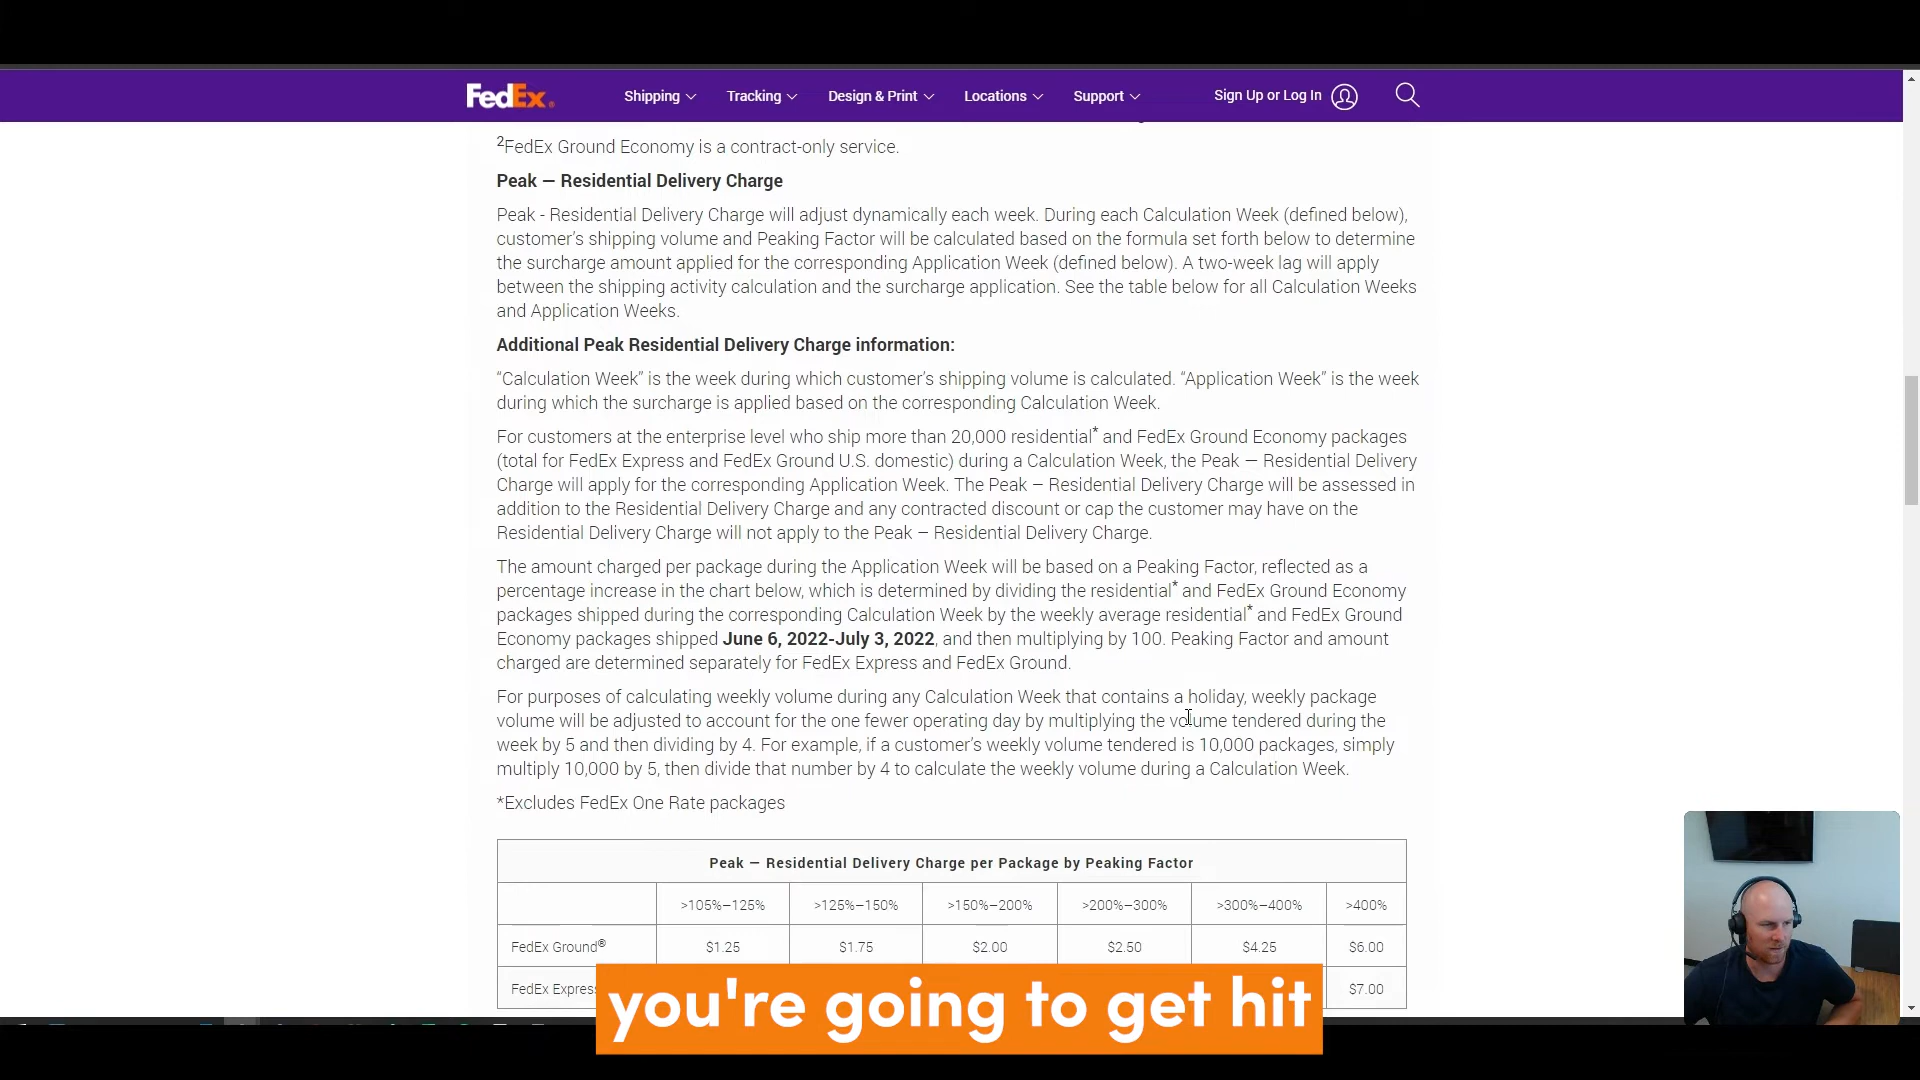 FedEx.
Shipping Tracking Design & Print Locations Support Sign Up or Log In
²FedEx Ground Economy is a contract-only service.
Peak — Residential Delivery Charge
Peak - Residential Delivery Charge will adjust dynamically each week. During each Calculation Week (defined below),
customer's shipping volume and Peaking Factor will be calculated based on the formula set forth below to determine
the surcharge amount applied for the corresponding Application Week (defined below). A two-week lag will apply
between the shipping activity calculation and the surcharge application. See the table below for all Calculation Weeks
and Application Weeks.
Additional Peak Residential Delivery Charge information:
“Calculation Week” is the week during which customer's shipping volume is calculated. “Application Week” is the week
during which the surcharge is applied based on the corresponding Calculation Week.
For customers at the enterprise level who ship more than 20,000 residential* and FedEx Ground Economy packages
(total for FedEx Express and FedEx Ground U.S. domestic) during a Calculation Week, the Peak — Residential Delivery
Charge will apply for the corresponding Application Week. The Peak – Residential Delivery Charge will be assessed in
addition to the Residential Delivery Charge and any contracted discount or cap the customer may have on the
Residential Delivery Charge will not apply to the Peak – Residential Delivery Charge.
The amount charged per package during the Application Week will be based on a Peaking Factor, reflected as a
percentage increase in the chart below, which is determined by dividing the residential* and FedEx Ground Economy
packages shipped during the corresponding Calculation Week by the weekly average residential* and FedEx Ground
Economy packages shipped June 6, 2022-July 3, 2022, and then multiplying by 100. Peaking Factor and amount
charged are determined separately for FedEx Express and FedEx Ground.
For purposes of calculating weekly volume during any Calculation Week that contains a holiday, weekly package
volume will be adjusted to account for the one fewer operating day by multiplying the volume tendered during the
week by 5 and then dividing by 4. For example, if a customer's weekly volume tendered is 10,000 packages, simply
multiply 10,000 by 5, then divide that number by 4 to calculate the weekly volume during a Calculation Week.
*Excludes FedEx One Rate packages
Peak — Residential Delivery Charge per Package by Peaking Factor
>105%–125% >125%–150% >150%–200% >200%–300% >300%–400% >400%
FedEx Ground® $1.25 $1.75 $2.00 $2.50 $4.25 $6.00
FedEx Express $7.00
you're going to get hit